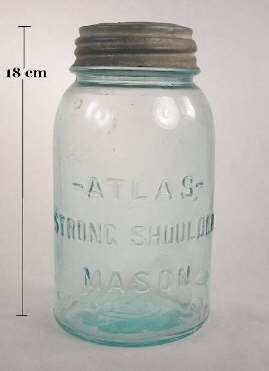 18 cm
-ATLAS-
STRONG SHOULDER
MASON